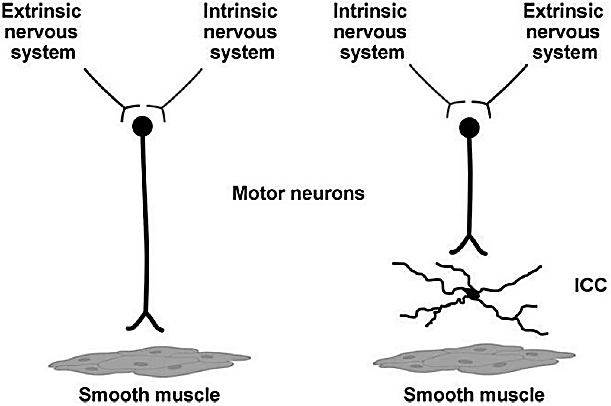 Extrinsic
nervous
system
Intrinsic
nervous
system
Intrinsic
nervous
system
Extrinsic
nervous
system
Motor neurons
ICC
Smooth muscle
Smooth muscle